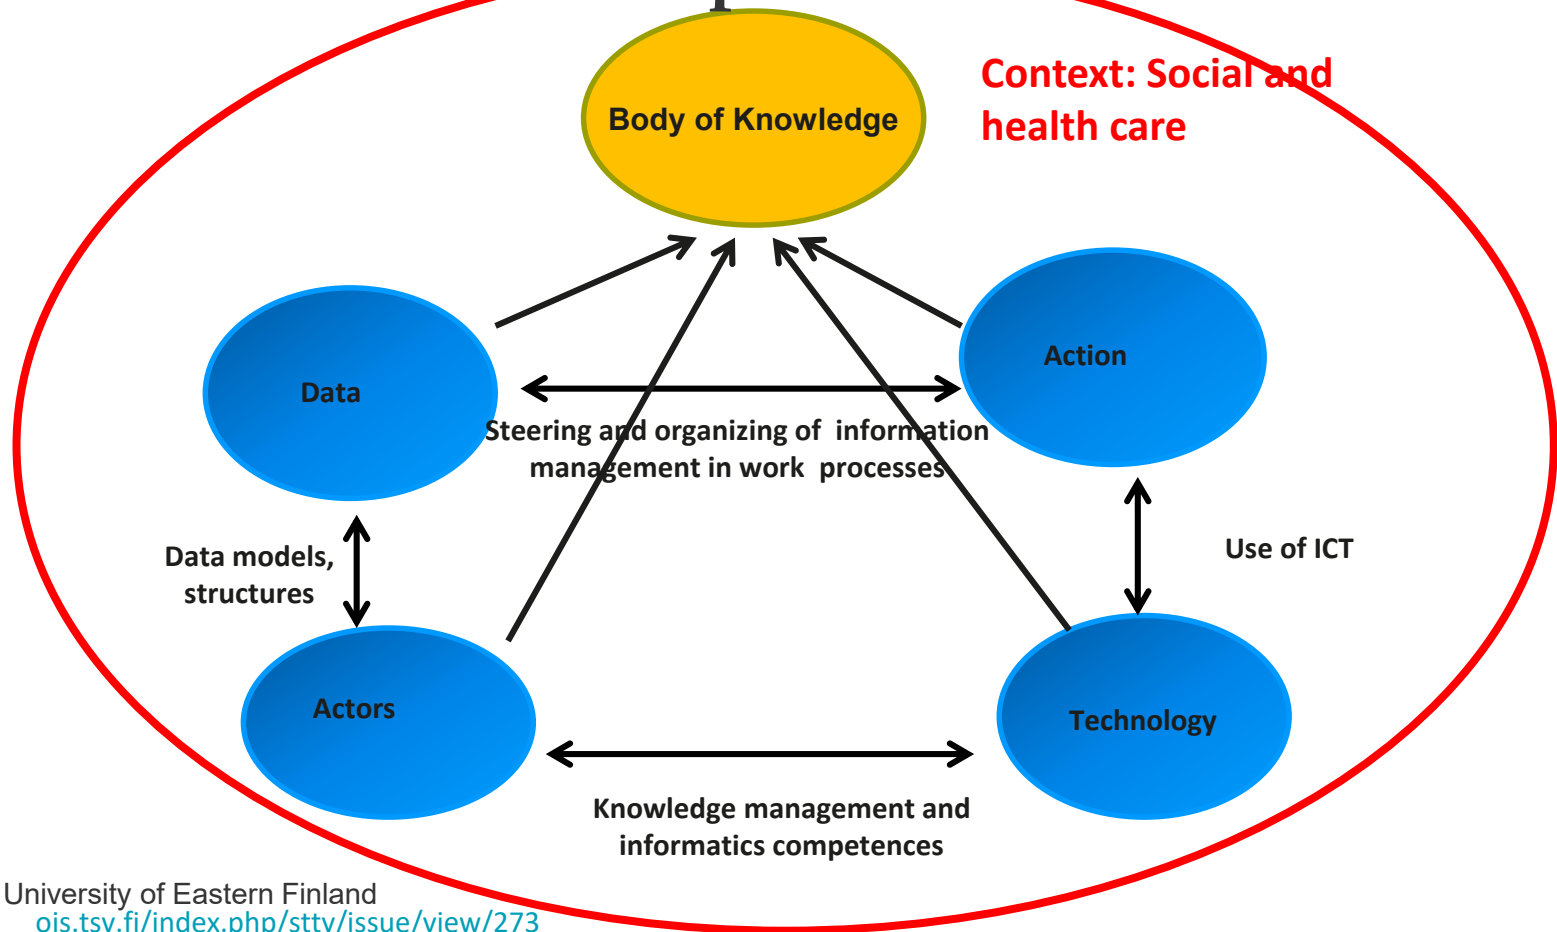 Body of Knowledge
Context: Social and
health care
Data
Action
Steering and organizing of information
management in work processes
Data models,
structures
Use of ICT
Actors
Technology
Knowledge management and
informatics competences
University of Eastern Finland
ojs.tsv.fi/index.php/sttv/issue/view/273